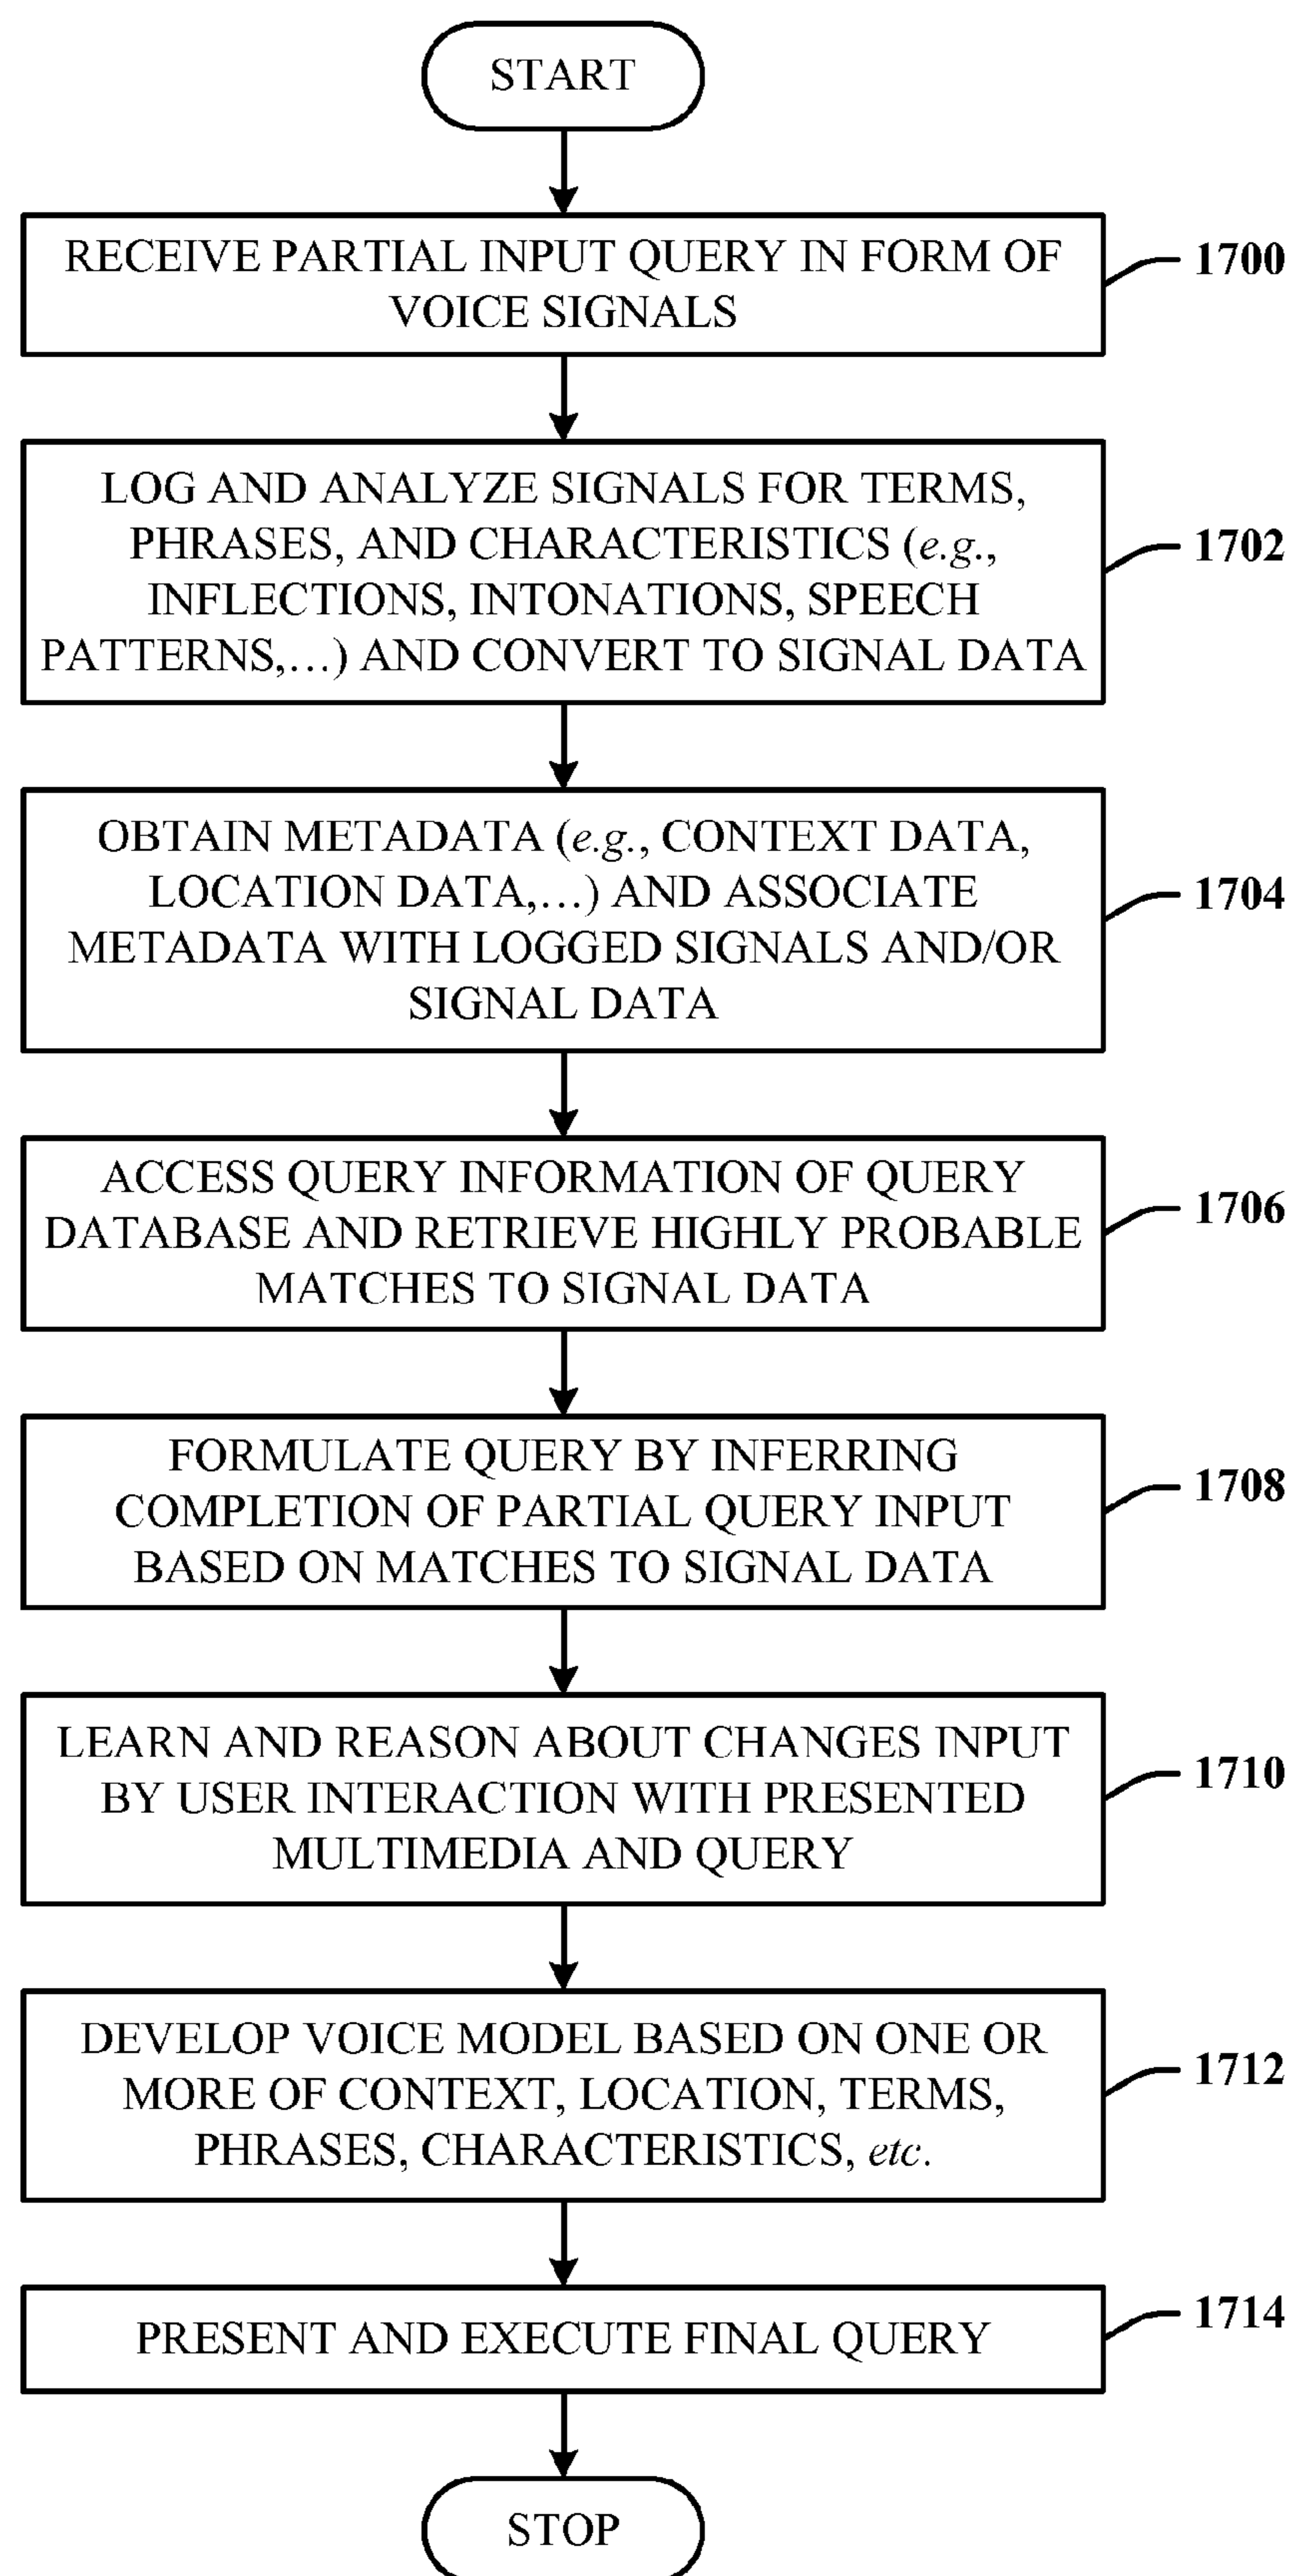 START
RECEIVE PARTIAL INPUT QUERY IN FORM OF
VOICE SIGNALS
1700
LOG AND ANALYZE SIGNALS FOR TERMS,
PHRASES, AND CHARACTERISTICS (e.g.,
INFLECTIONS, INTONATIONS, SPEECH
PATTERNS,...) AND CONVERT TO SIGNAL DATA
1702
OBTAIN METADATA (e.g., CONTEXT DATA,
LOCATION DATA,...) AND ASSOCIATE
METADATA WITH LOGGED SIGNALS AND/OR
SIGNAL DATA
1704
ACCESS QUERY INFORMATION OF QUERY
DATABASE AND RETRIEVE HIGHLY PROBABLE
MATCHES TO SIGNAL DATA
1706
FORMULATE QUERY BY INFERRING
COMPLETION OF PARTIAL QUERY INPUT
BASED ON MATCHES TO SIGNAL DATA
1708
LEARN AND REASON ABOUT CHANGES INPUT
BY USER INTERACTION WITH PRESENTED
MULTIMEDIA AND QUERY
1710
DEVELOP VOICE MODEL BASED ON ONE OR
MORE OF CONTEXT, LOCATION, TERMS,
PHRASES, CHARACTERISTICS, etc.
1712
PRESENT AND EXECUTE FINAL QUERY
1714
STOP